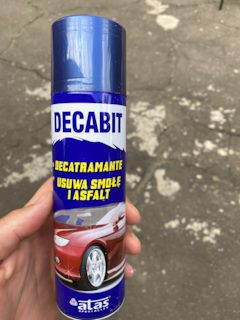 DECABIT
DECATRAMANTE
USUWA SMOŁĘ
I ASFALT
atas